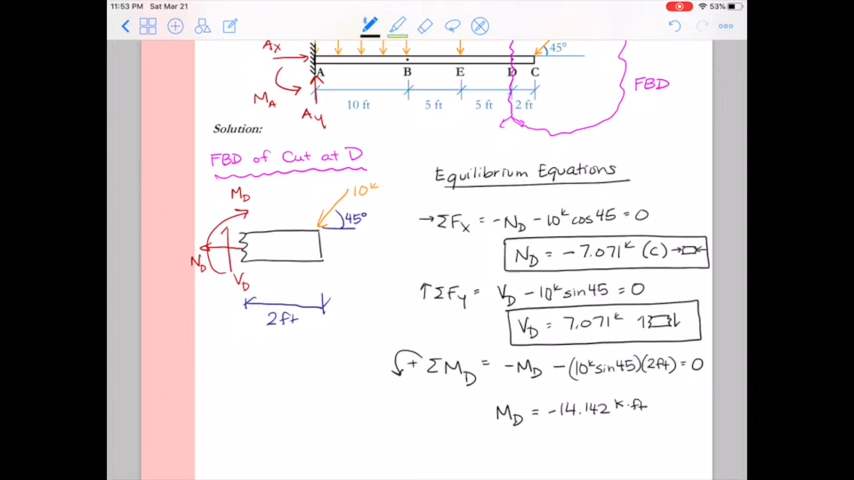 11:53 PM Sat Mar 21
53%
Ax
45°
A
B
E
D
C
MA
Ay
10 ft
5 ft
5 ft
2 ft
FBD
Solution:
FBD of Cut at D
Equilibrium Equations
MD
10k
45°
ND
VD
2ft
→ΣFx = -ND - 10k cos45 = 0
ND = -7.071k (C)
↑ΣFy = VD - 10k sin45 = 0
VD = 7.071k
+ ΣMD = -MD - (10k sin45)(2ft) = 0
MD = -14.142 k·ft